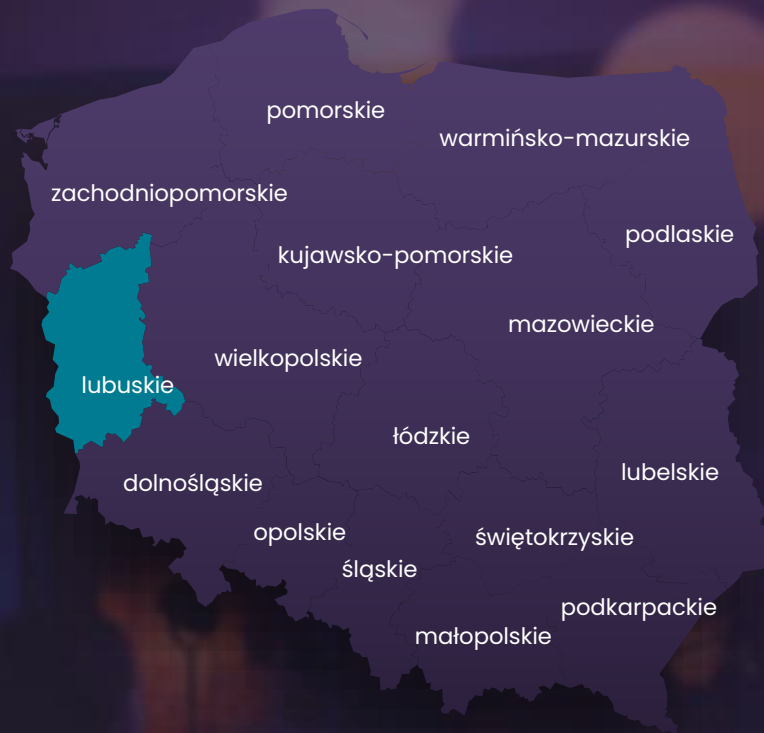 pomorskie
warmińsko-mazurskie
zachodniopomorskie
podlaskie
kujawsko-pomorskie
mazowieckie
wielkopolskie
lubuskie
łódzkie
lubelskie
dolnośląskie
opolskie
świętokrzyskie
śląskie
podkarpackie
małopolskie